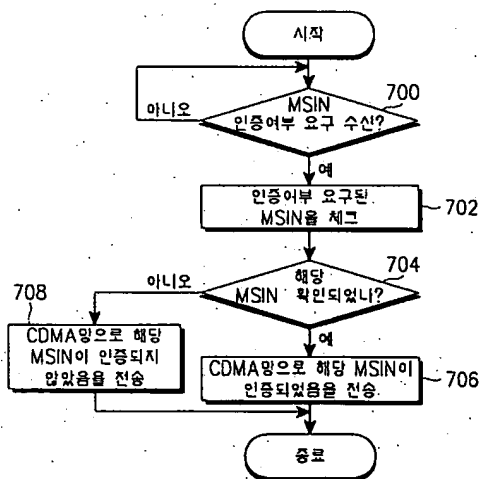 시작
700
MSIN
인증여부 요구 수신?
아니오
예
인증여부 요구된
MSIN을 체크
702
704
해당
MSIN 확인되었나?
아니오
예
708
CDMA망으로 해당
MSIN이 인증되지
않았음을 전송
CDMA망으로 해당 MSIN이
인증되었음을 전송
706
종료